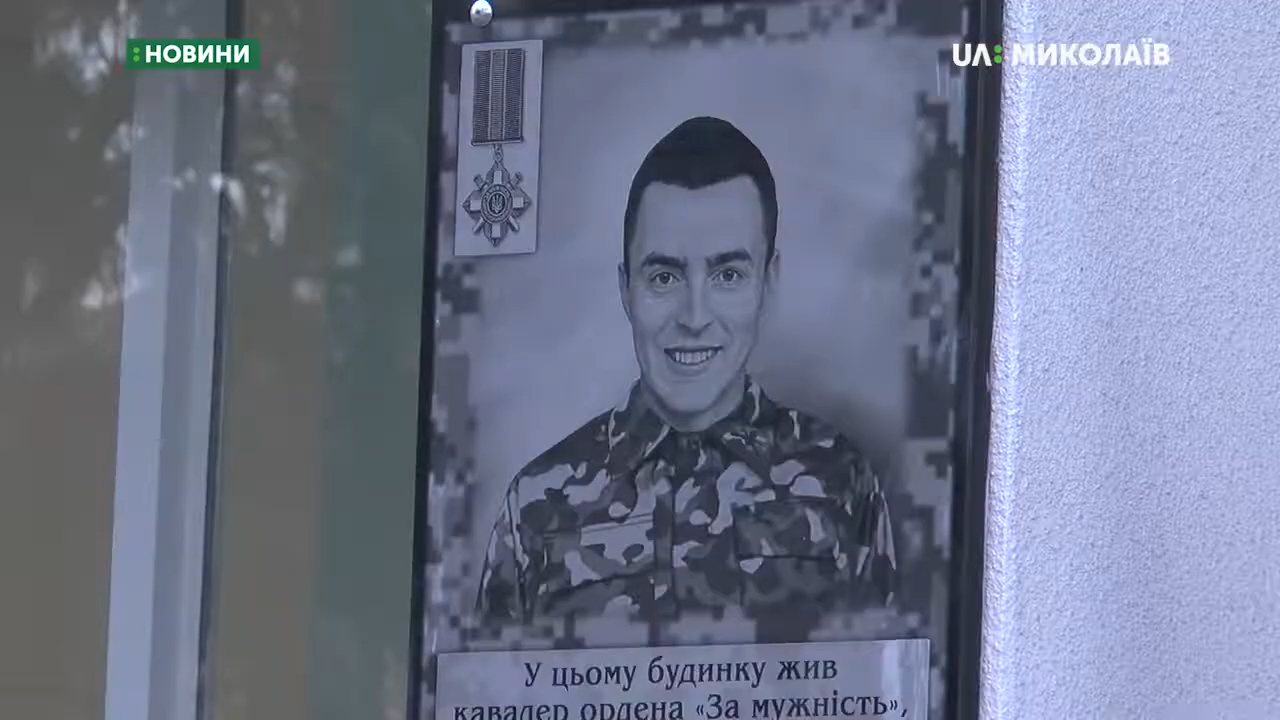 :НОВИНИ
UA:МИКОЛАЇВ
У цьому будинку жив
кавалер ордена «За мужність»,